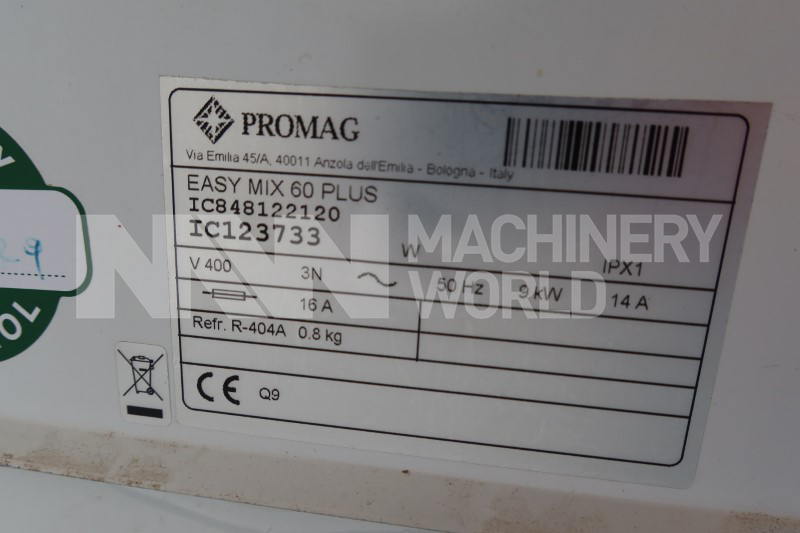 PROMAG
Via Emilia 45/A, 40011 Anzola dell'Emilia - Bologna - Italy
EASY MIX 60 PLUS
IC848122120
IC123733
W
IPX1
V 400 3N 50 Hz 9 kW 14 A
16 A
Refr. R-404A 0.8 kg
CE Q9
MACHINERY
WORLD
29